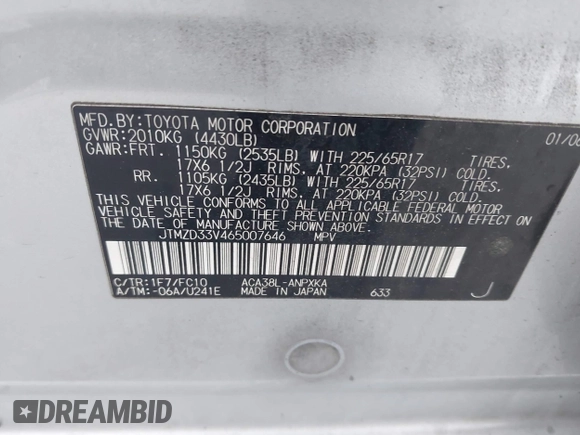 MFD.BY:TOYOTA MOTOR CORPORATION 01/06
GVWR:2010KG (4430LB)
GAWR:FRT. 1150KG (2535LB) WITH 225/65R17 TIRES.
17X6 1/2J RIMS. AT 220KPA (32PSI) COLD.
RR. 1105KG (2435LB) WITH 225/65R17 TIRES.
17X6 1/2J RIMS. AT 220KPA (32PSI) COLD.
THIS VEHICLE CONFORMS TO ALL APPLICABLE FEDERAL MOTOR
VEHICLE SAFETY AND THEFT PREVENTION STANDARDS IN EFFECT ON
THE DATE OF MANUFACTURE SHOWN ABOVE.
JTMZD33V465007646 MPV
C/TR:1F7/FC10 ACA38L-ANPXKA
A/TM:-06A/U241E MADE IN JAPAN 633 J
DREAMBID